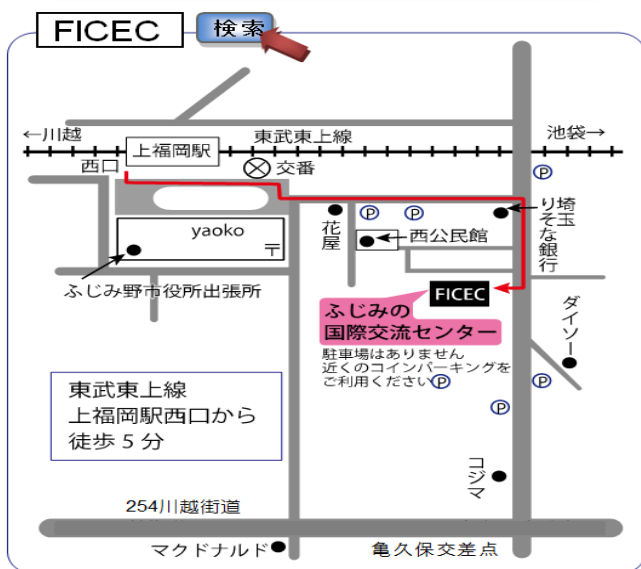 FICEC
検索
←川越
東武東上線
池袋→
上福岡駅
西口
交番
P
埼玉
りそな銀行
P
P
花屋
西公民館
yaoko
〒
ふじみ野市役所出張所
FICEC
ふじみの
国際交流センター
駐車場はありません
近くのコインパーキングを
ご利用ください
P
P
P
ダイソー
東武東上線
上福岡駅西口から
徒歩5分
コジマ
254川越街道
マクドナルド
亀久保交差点